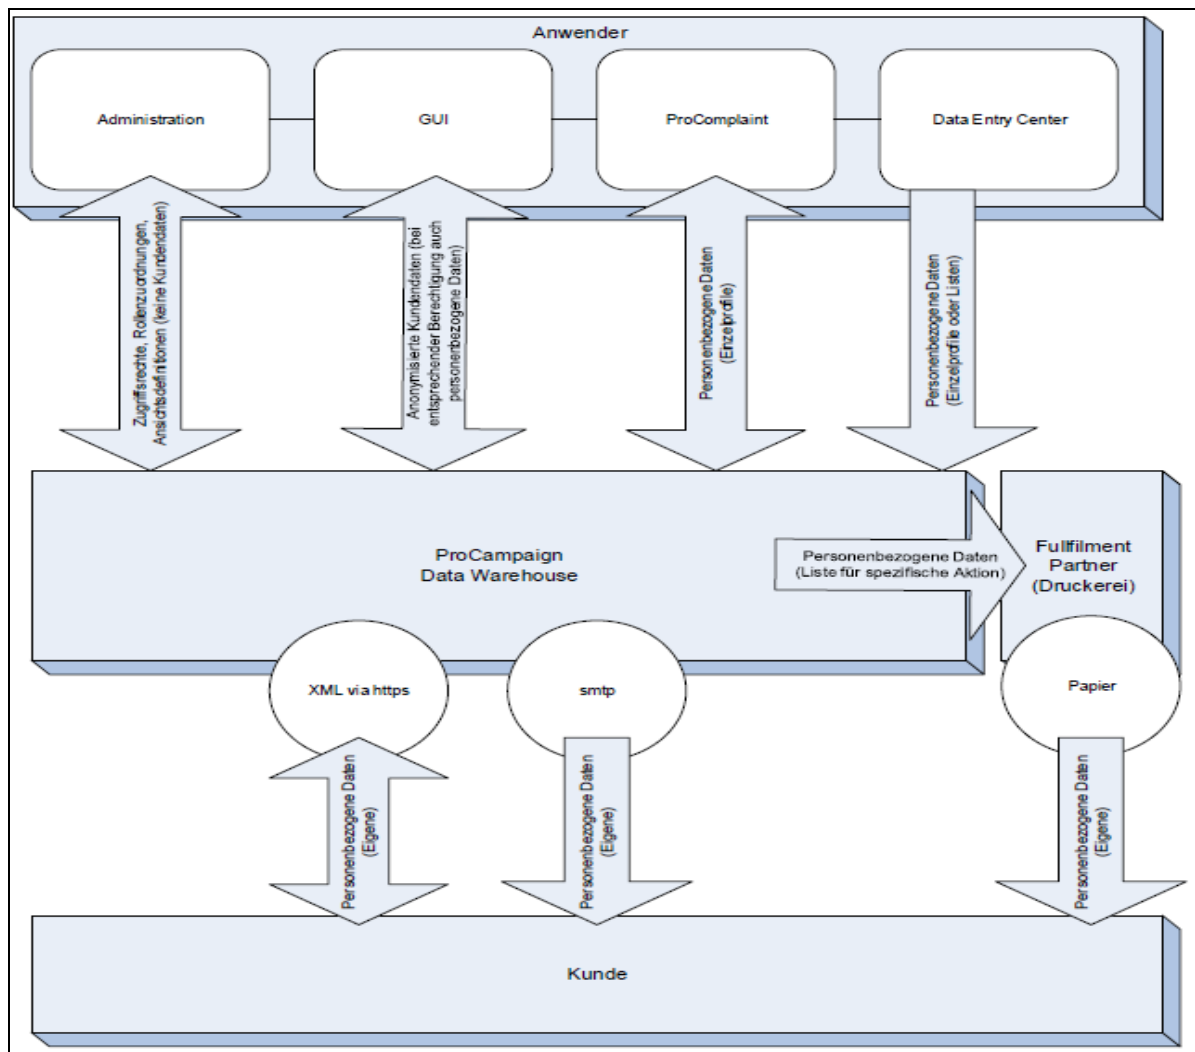 Anwender
Administration
GUI
ProComplaint
Data Entry Center
Zugriffsrechte, Rollenzuordnungen,
Ansichtsdefinitionen (keine Kundendaten)
Anonymisierte Kundendaten (bei
entsprechender Berechtigung auch
personenbezogene Daten)
Personenbezogene Daten
(Einzelprofile)
Personenbezogene Daten
(Einzelprofile oder Listen)
ProCampaign
Data Warehouse
Personenbezogene Daten
(Liste für spezifische Aktion)
Fullfilment
Partner
(Druckerei)
XML via https
smtp
Papier
Personenbezogene Daten
(Eigene)
Personenbezogene Daten
(Eigene)
Personenbezogene Daten
(Eigene)
Kunde